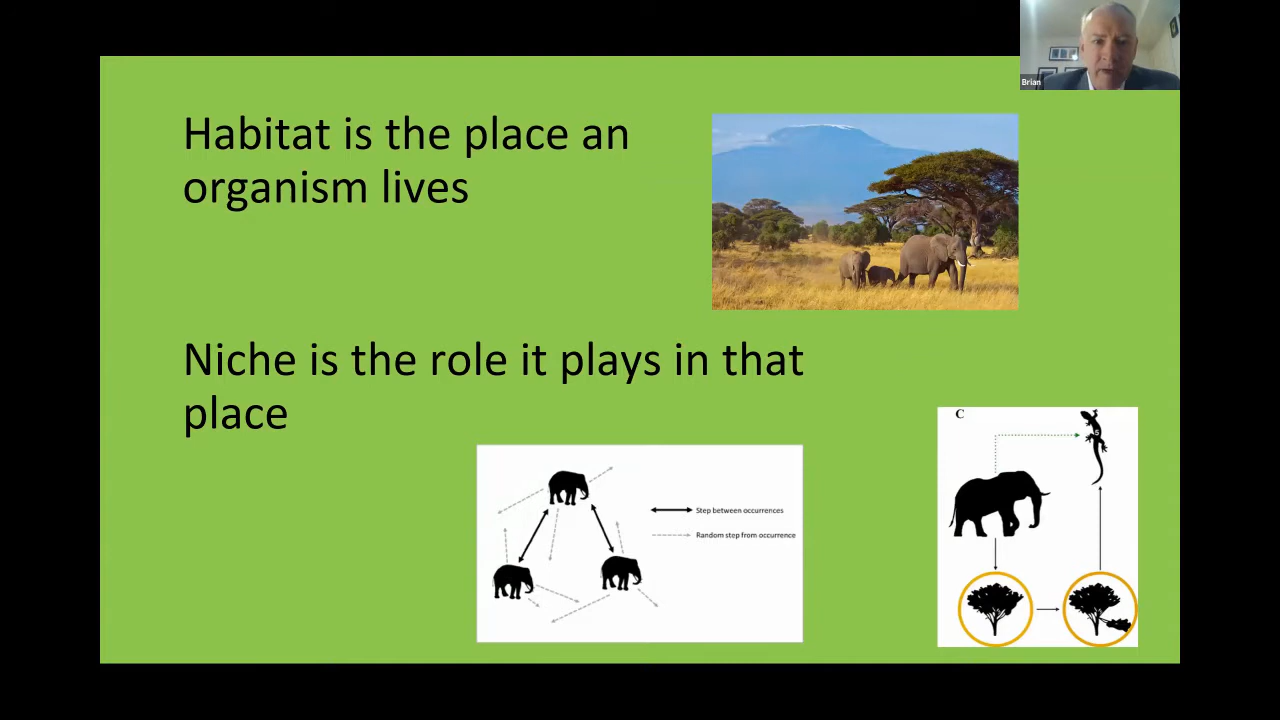 Brian
Habitat is the place an
organism lives
Niche is the role it plays in that
place
C
5
Step between occurrences
Random step from occurrence